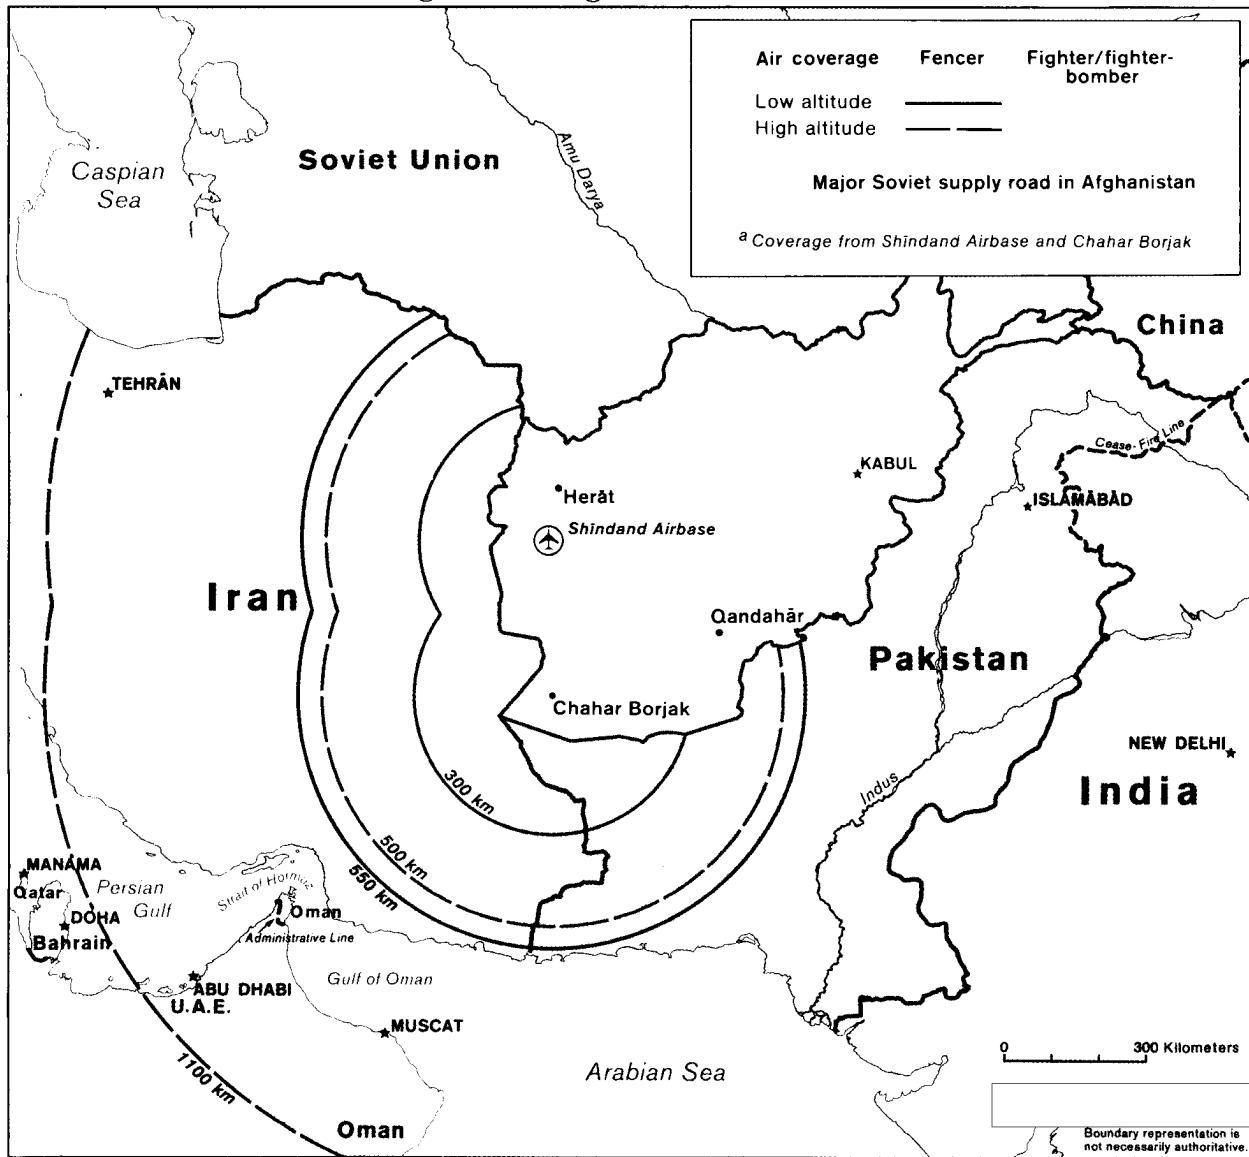 Air coverage Fencer Fighter/fighter-
bomber
Low altitude
High altitude
Major Soviet supply road in Afghanistan
a Coverage from Shīndand Airbase and Chahar Borjak
Caspian
Sea
Soviet Union
Amu Darya
China
TEHRĀN
Cease-Fire Line
KABUL
Herāt
ISLĀMĀBĀD
Shīndand Airbase
Iran
Qandahār
Pakistan
Chahar Borjak
NEW DELHI
300 km
Indus
India
500 km
550 km
MANAMA
Qatar
Persian
Gulf
Strait of Hormuz
DOHA
Oman
Bahrain
Administrative Line
Gulf of Oman
ABU DHABI
U.A.E.
MUSCAT
1100 km
Arabian Sea
0 300 Kilometers
Oman
Boundary representation is
not necessarily authoritative.